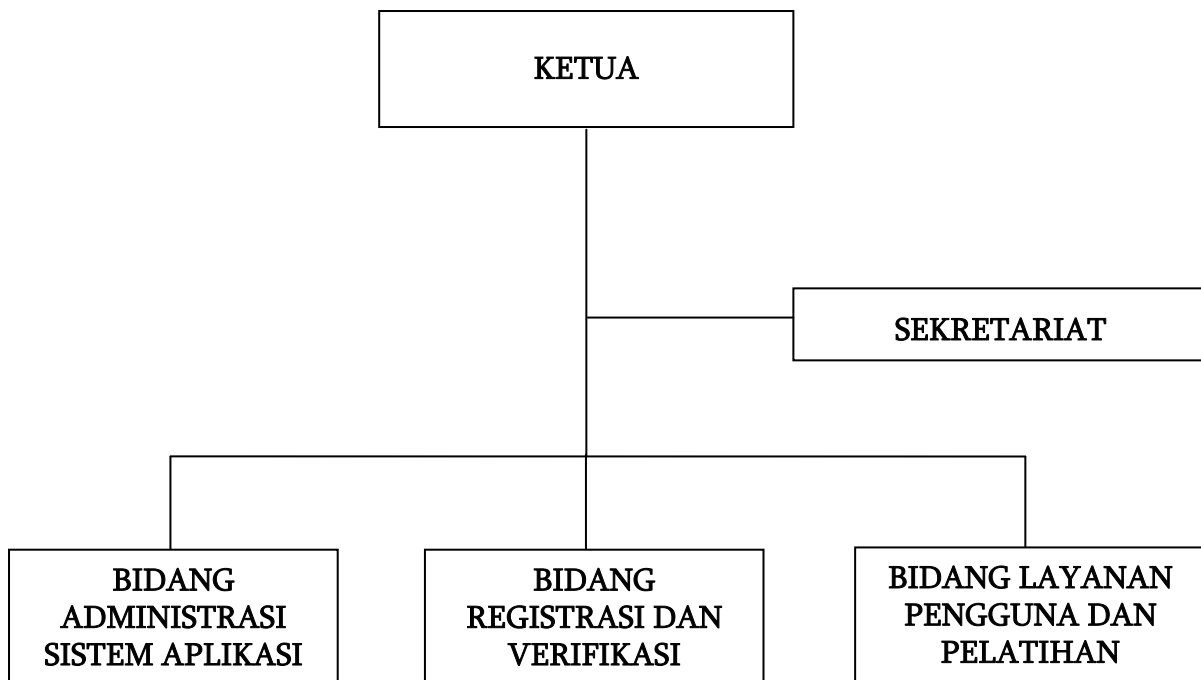 KETUA
SEKRETARIAT
BIDANG
ADMINISTRASI
SISTEM APLIKASI
BIDANG
REGISTRASI DAN
VERIFIKASI
BIDANG LAYANAN
PENGGUNA DAN
PELATIHAN